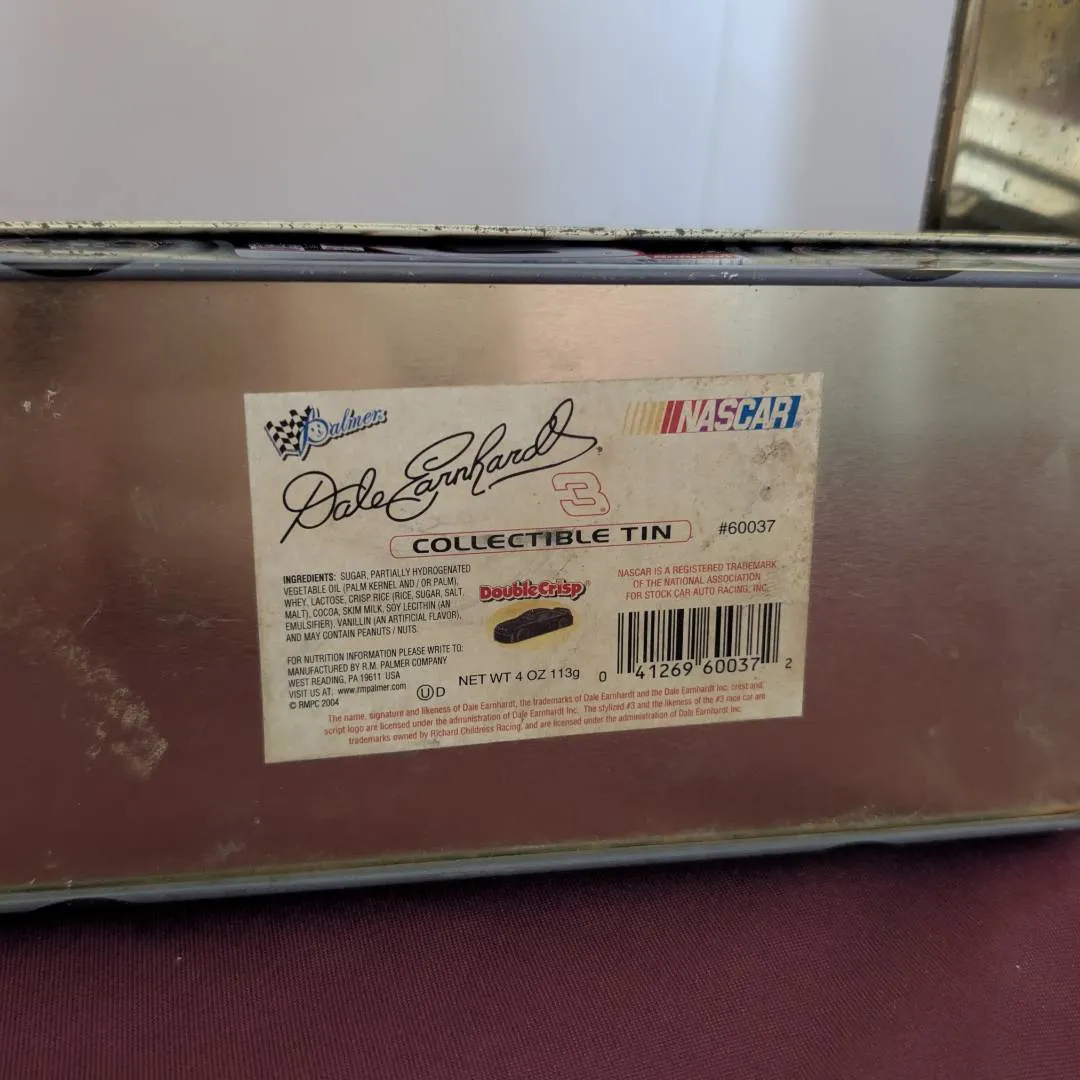 Palmers
NASCAR
Dale Earnhardt
3
COLLECTIBLE TIN
#60037
INGREDIENTS: SUGAR, PARTIALLY HYDROGENATED
VEGETABLE OIL (PALM KERNEL AND / OR PALM),
WHEY, LACTOSE, CRISP RICE (RICE, SUGAR, SALT,
MALT), COCOA, SKIM MILK, SOY LECITHIN (AN
EMULSIFIER), VANILLIN (AN ARTIFICIAL FLAVOR),
AND MAY CONTAIN PEANUTS / NUTS.
FOR NUTRITION INFORMATION PLEASE WRITE TO:
MANUFACTURED BY R.M. PALMER COMPANY
WEST READING, PA 19611 USA
VISIT US AT: www.rmpalmer.com
© RMPC 2004
U D
DoubleCrisp®
NET WT 4 OZ 113g
NASCAR IS A REGISTERED TRADEMARK
OF THE NATIONAL ASSOCIATION
FOR STOCK CAR AUTO RACING, INC.
0 41269 60037 2
The name, signature and likeness of Dale Earnhardt, the trademarks of Dale Earnhardt and the Dale Earnhardt Inc. crest and
script logo are licensed under the administration of Dale Earnhardt Inc. The stylized #3 and the likeness of the #3 race car are
trademarks owned by Richard Childress Racing, and are licensed under the administration of Dale Earnhardt Inc.